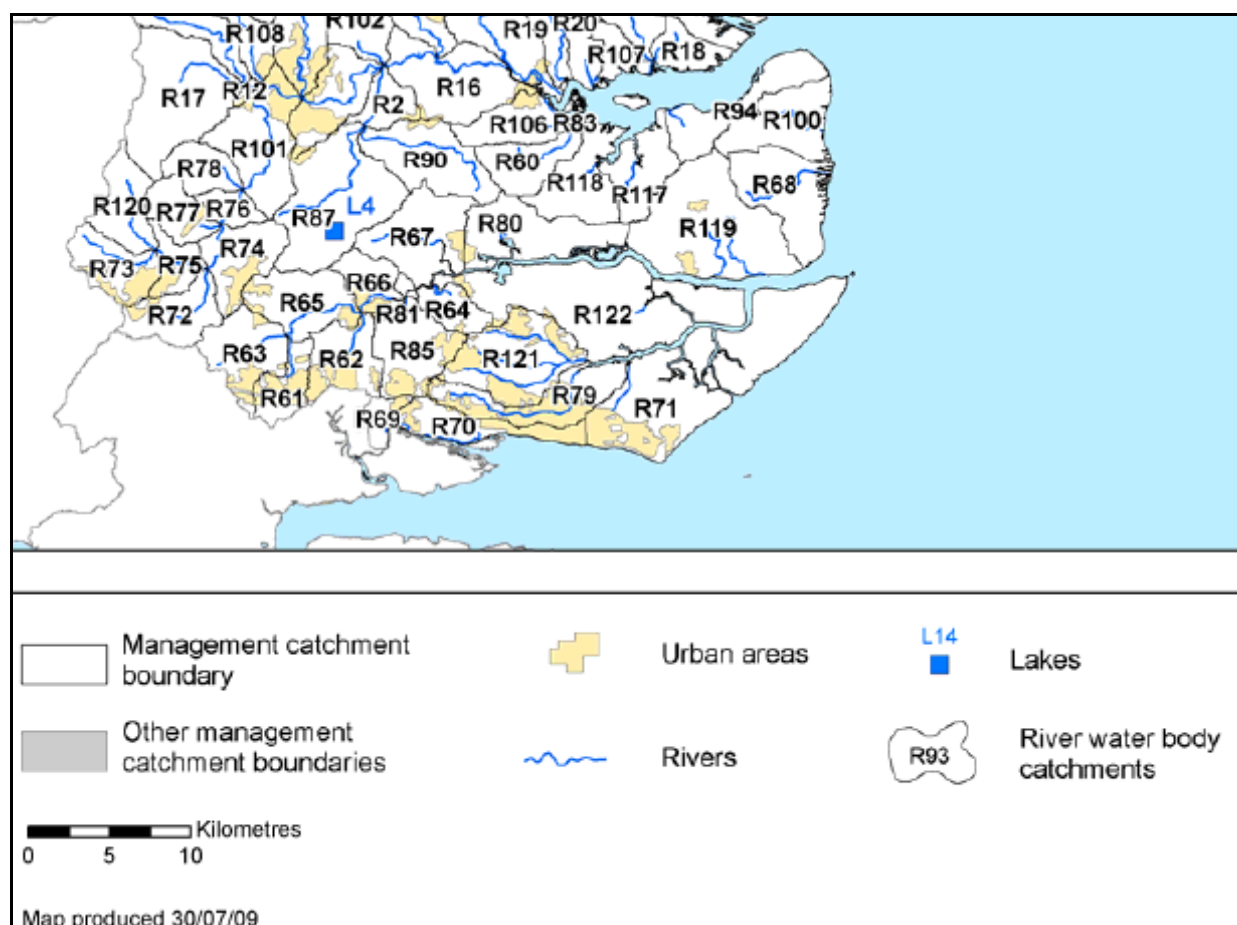 R102
R108
R19
R20
R107
R18
R17
R12
R16
R2
R94
R100
R106
R83
R101
R90
R60
R78
R118
R117
R68
R120
R77
R76
R87
L4
R80
R119
R74
R67
R73
R75
R66
R72
R65
R81
R64
R122
R63
R62
R85
R121
R61
R79
R71
R69
R70
Management catchment
boundary
Urban areas
L14
Lakes
Other management
catchment boundaries
Rivers
R93
River water body
catchments
Kilometres
0 5 10
Map produced 30/07/09